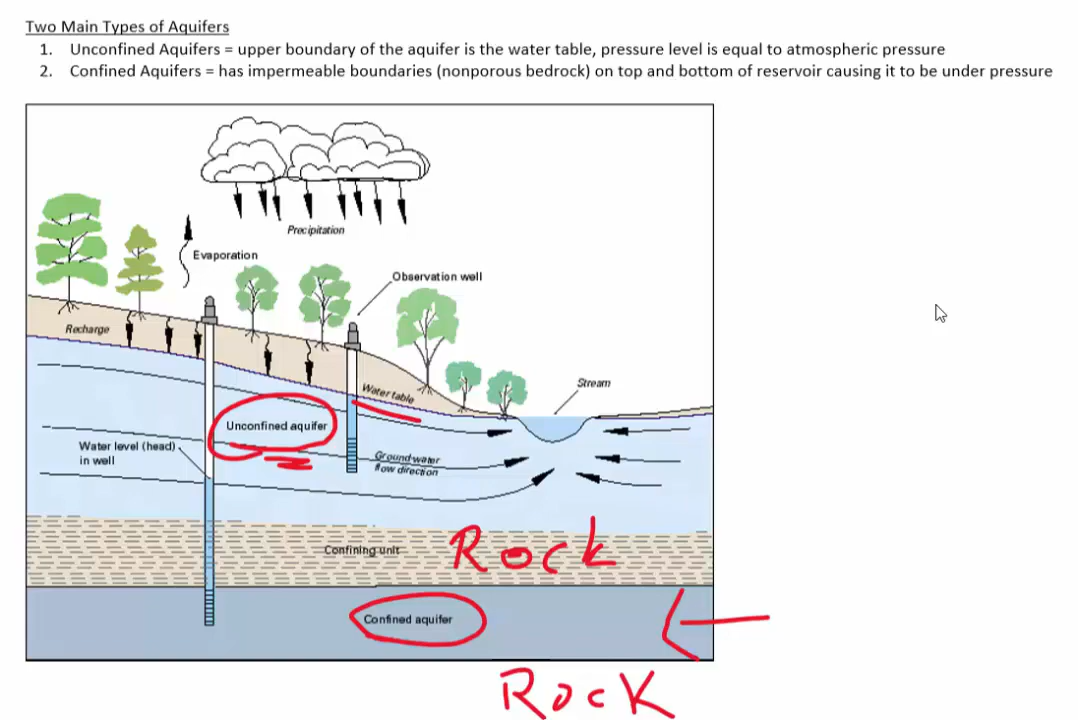 Two Main Types of Aquifers
1. Unconfined Aquifers = upper boundary of the aquifer is the water table, pressure level is equal to atmospheric pressure
2. Confined Aquifers = has impermeable boundaries (nonporous bedrock) on top and bottom of reservoir causing it to be under pressure
Precipitation
Evaporation
Observation well
Recharge
Stream
Water table
Unconfined aquifer
Water level (head)
in well
Ground water
flow direction
Confining unit
Rock
Confined aquifer
Rock